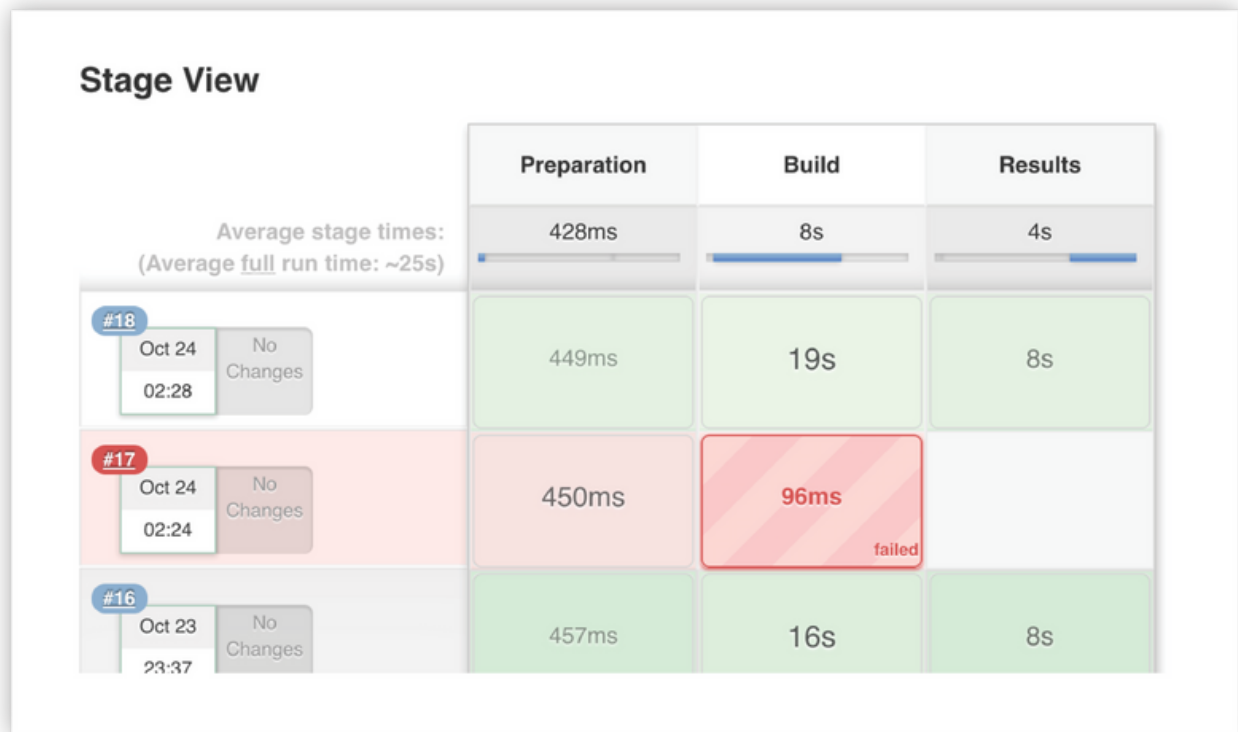 Stage View
Preparation Build Results
Average stage times: 428ms 8s 4s
(Average full run time: ~25s)
#18
Oct 24 No
Changes
02:28
449ms 19s 8s
#17
Oct 24 No
Changes
02:24
450ms 96ms
failed
#16
Oct 23 No
Changes
23:37
457ms 16s 8s